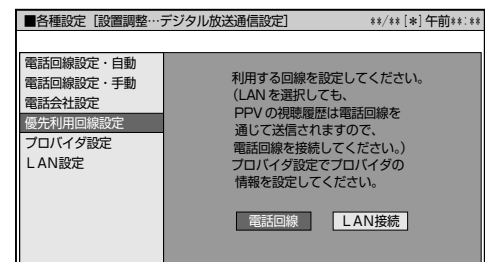 ■各種設定［設置調整…デジタル放送通信設定］ **/**[*]午前**:**
電話回線設定・自動
電話回線設定・手動
電話会社設定
優先利用回線設定
プロバイダ設定
LAN設定
利用する回線を設定してください。
（LANを選択しても、
PPVの視聴履歴は電話回線を
通じて送信されますので、
電話回線を接続してください。）
プロバイダ設定でプロバイダの
情報を設定してください。
電話回線 LAN接続